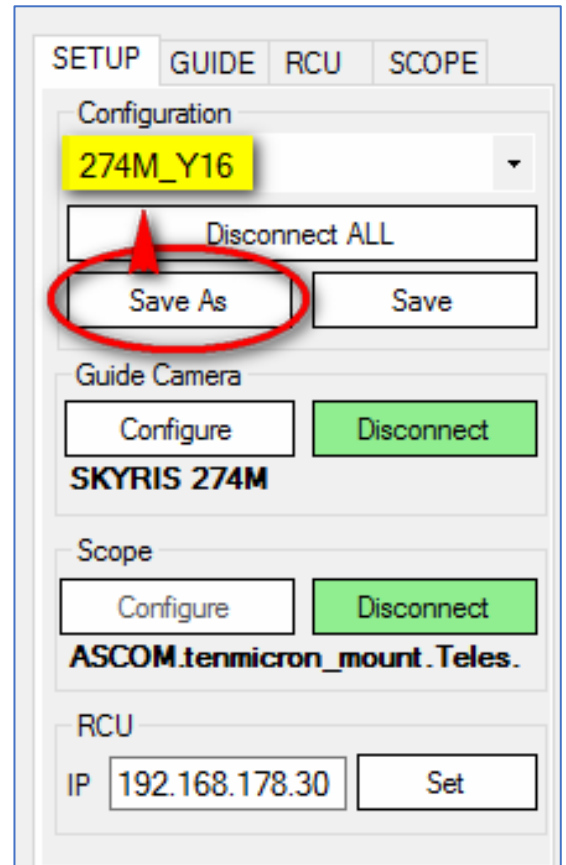 SETUP GUIDE RCU SCOPE
Configuration
274M_Y16
Disconnect ALL
Save As Save
Guide Camera
Configure Disconnect
SKYRIS 274M
Scope
Configure Disconnect
ASCOM.tenmicron_mount.Teles.
RCU
IP 192.168.178.30 Set